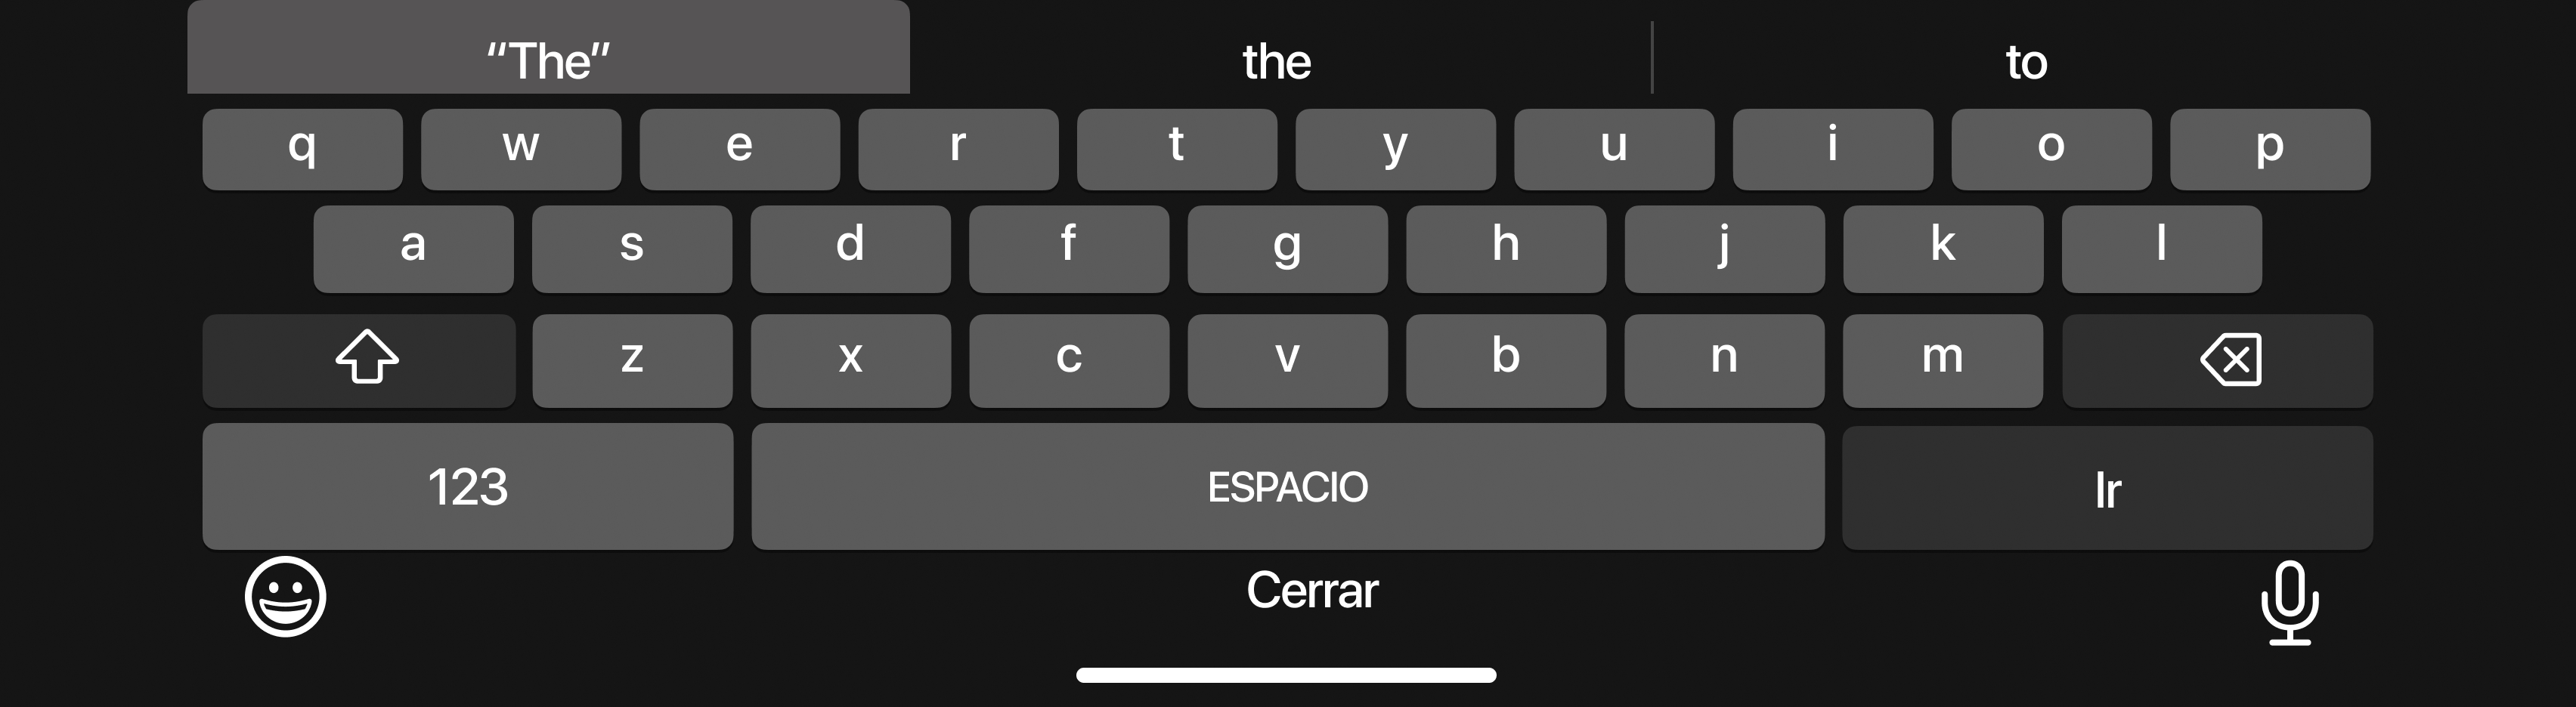 “The” the to
q w e r t y u i o p
a s d f g h j k l
z x c v b n m
123 ESPACIO Ir
Cerrar